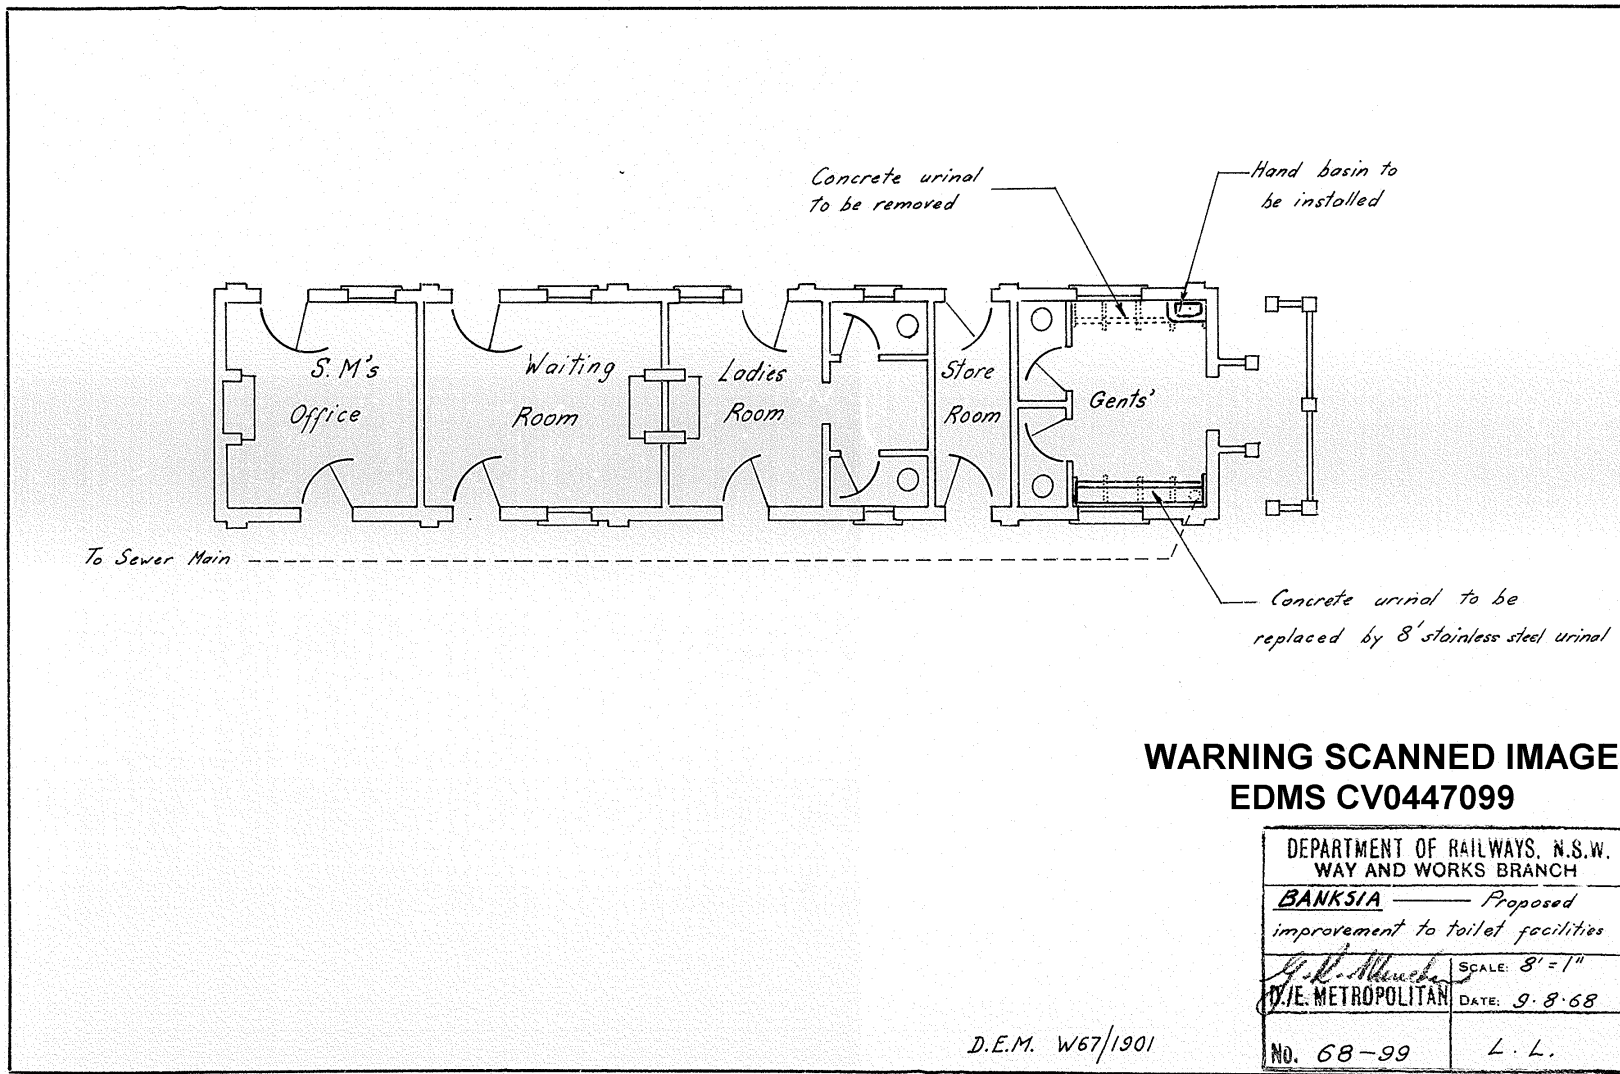 Concrete urinal
to be removed
Hand basin to
be installed
S. M's
Office
Waiting
Room
Ladies
Room
Store
Room
Gents'
To Sewer Main
Concrete urinal to be
replaced by 8' stainless steel urinal
WARNING SCANNED IMAGE
EDMS CV0447099
DEPARTMENT OF RAILWAYS. N.S.W.
WAY AND WORKS BRANCH
BANKSIA —— Proposed
improvement to toilet facilities
D./E. METROPOLITAN
SCALE: 8' = 1"
DATE: 9.8.68
No. 68-99
L. L.
D.E.M. W67/1901